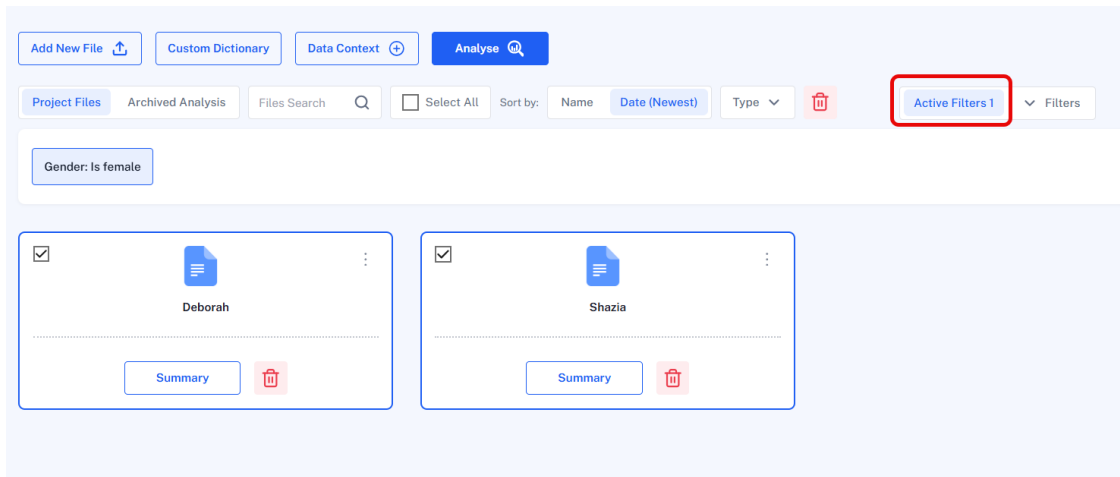 Add New File
Custom Dictionary
Data Context
Analyse
Project Files
Archived Analysis
Files Search
Select All
Sort by:
Name
Date (Newest)
Type
Active Filters 1
Filters
Gender: Is female
Deborah
Shazia
Summary
Summary